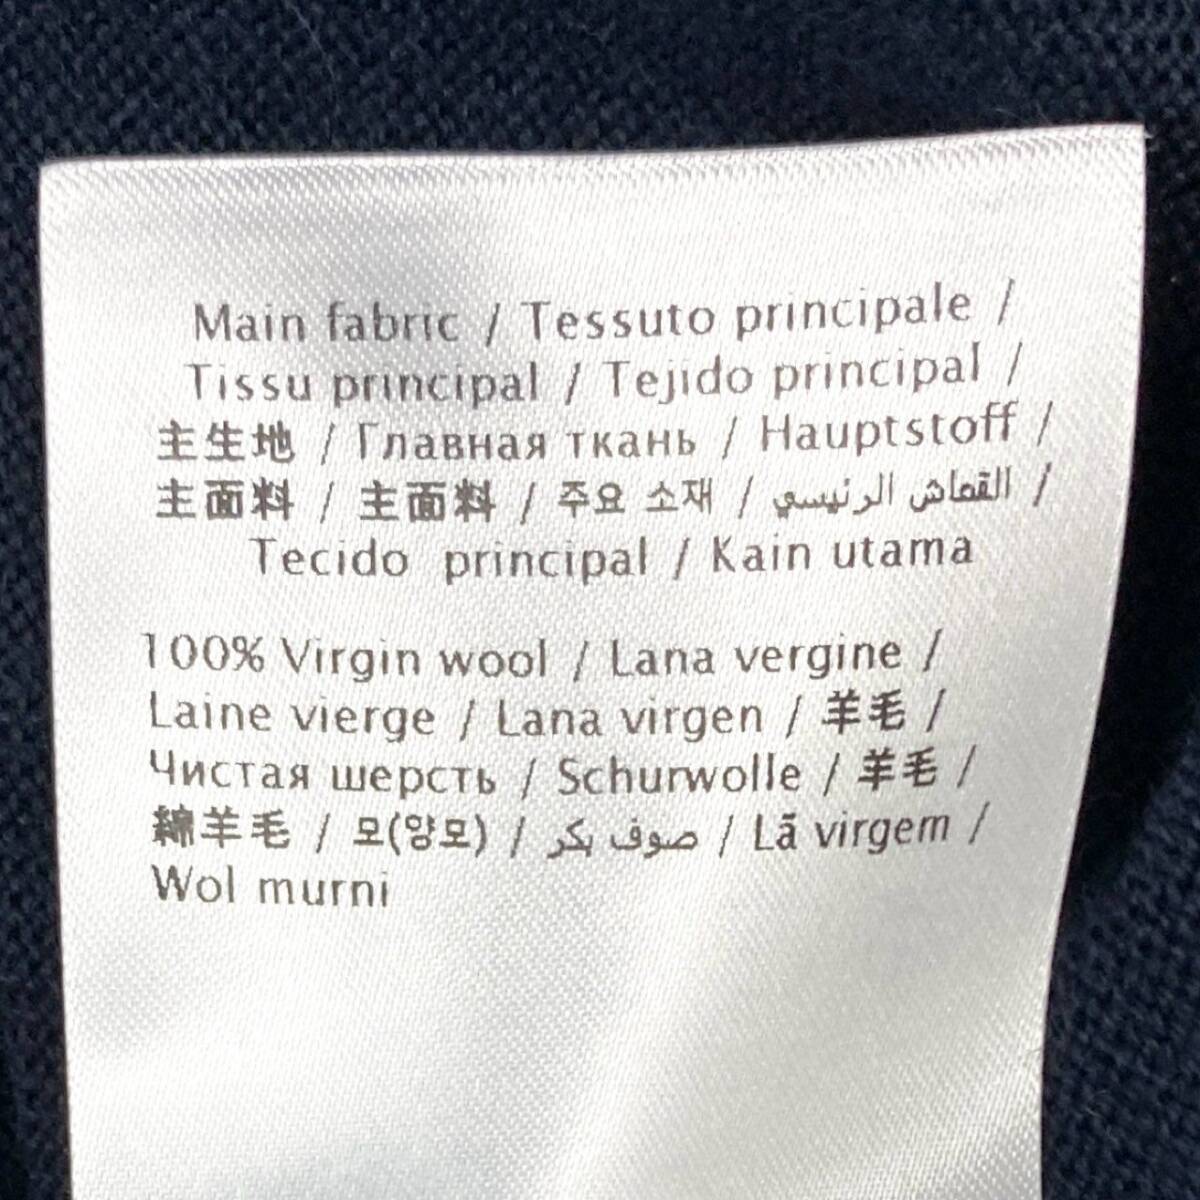 Main fabric / Tessuto principale /
Tissu principal / Tejido principal /
主生地 / Главная ткань / Hauptstoff /
主面料 / 主面料 / 주요 소재 / القماش الرئيسي /
Tecido principal / Kain utama
100% Virgin wool / Lana vergine /
Laine vierge / Lana virgen / 羊毛 /
Чистая шерсть / Schurwolle / 羊毛 /
綿羊毛 / 모(양모) / صوف بكر / Lã virgem /
Wol murni